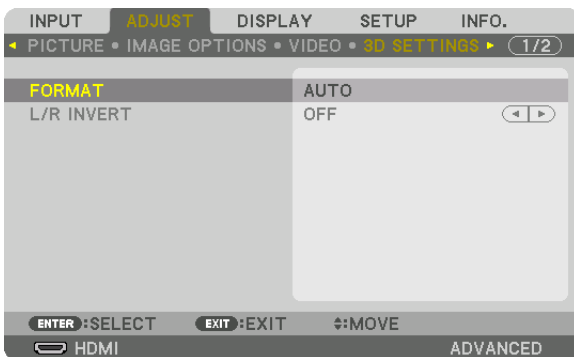 INPUT ADJUST DISPLAY SETUP INFO.
PICTURE • IMAGE OPTIONS • VIDEO • 3D SETTINGS 1/2
FORMAT AUTO
L/R INVERT OFF
ENTER :SELECT EXIT :EXIT :MOVE
HDMI ADVANCED